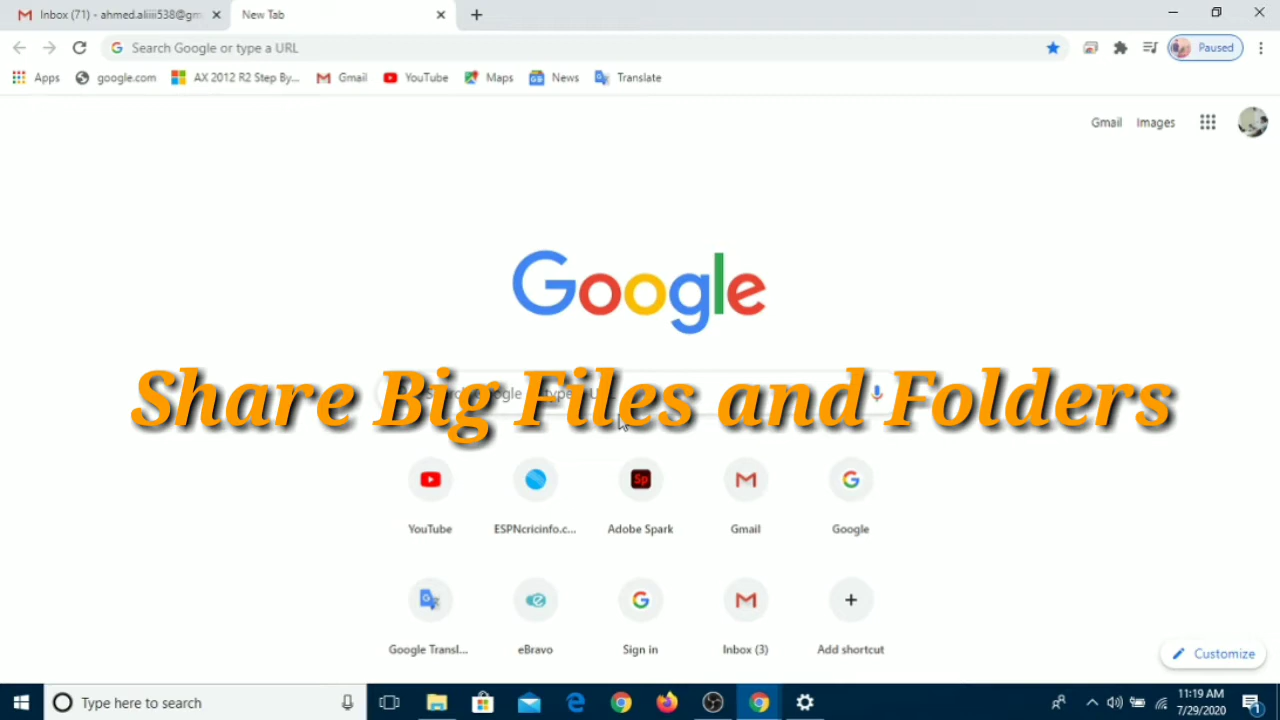 Inbox (71) - ahmed.aliiiii538@gm
New Tab
Search Google or type a URL
Paused
Apps
google.com
AX 2012 R2 Step By...
Gmail
YouTube
Maps
News
Translate
Gmail
Images
Google
Share Big Files and Folders
YouTube
ESPNcricinfo.c...
Adobe Spark
Gmail
Google
Google Transl...
eBravo
Sign in
Inbox (3)
Add shortcut
Customize
Type here to search
11:19 AM
7/29/2020